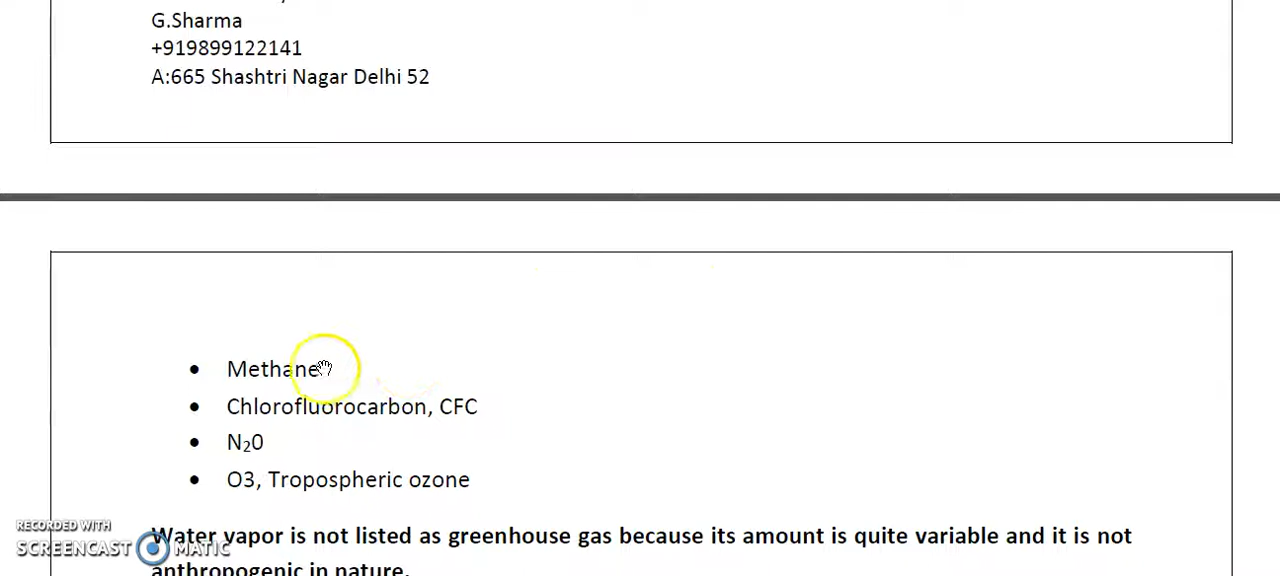 G.Sharma
+919899122141
A:665 Shashtri Nagar Delhi 52
• Methane
• Chlorofluorocarbon, CFC
• N₂0
• O3, Tropospheric ozone
Water vapor is not listed as greenhouse gas because its amount is quite variable and it is not
anthropogenic in nature.
RECORDED WITH
SCREENCAST MATIC